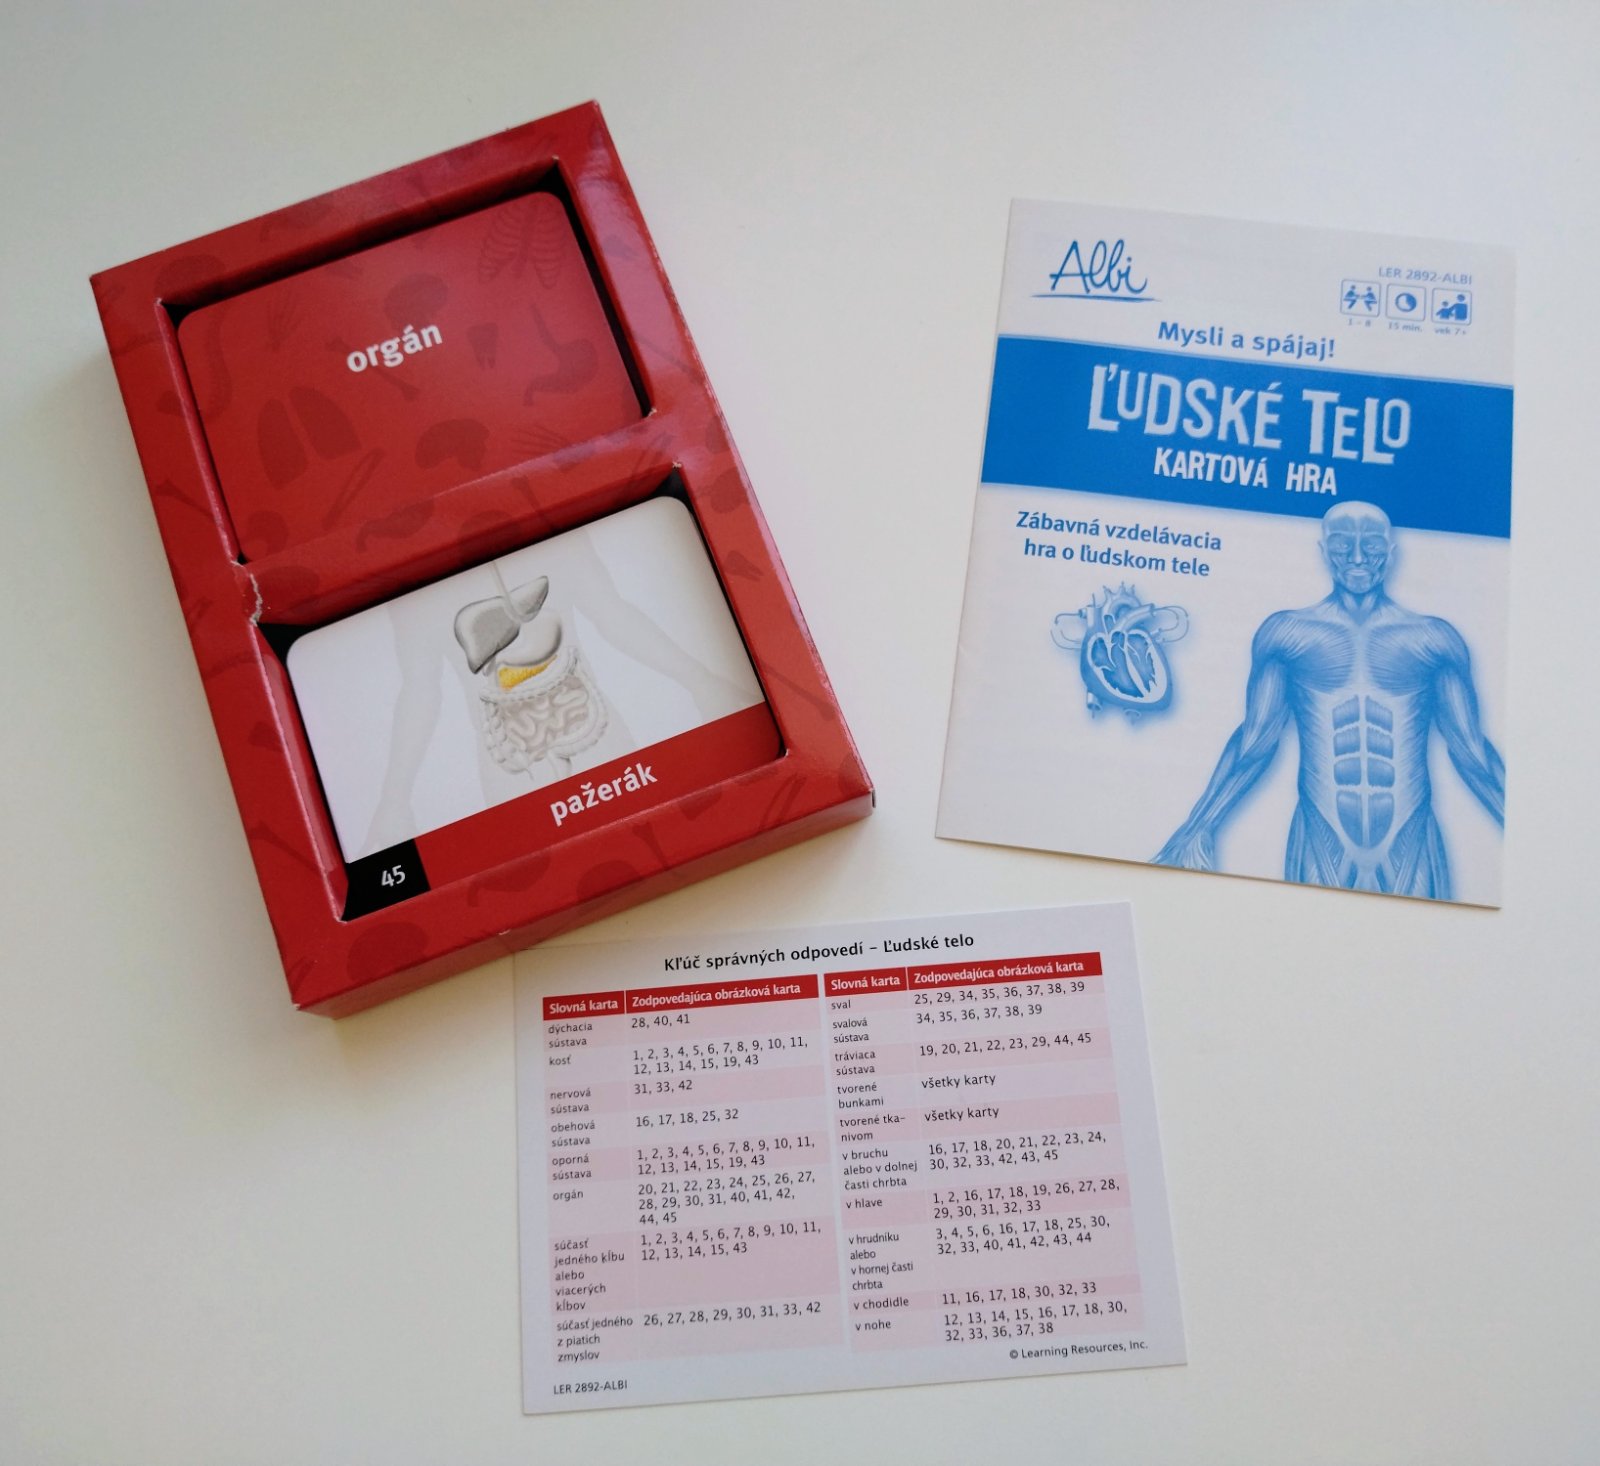 orgán
pažerák
45
Albi
LER 2892-ALBI
1 – 8
15 min.
vek 7+
Mysli a spájaj!
ĽUDSKÉ TELO
KARTOVÁ HRA
Zábavná vzdelávacia
hra o ľudskom tele
Kľúč správnych odpovedí – Ľudské telo
Slovná karta Zodpovedajúca obrázková karta
dýchacia 28, 40, 41
sústava
kosť 1, 2, 3, 4, 5, 6, 7, 8, 9, 10, 11,
12, 13, 14, 15, 19, 43
nervová 31, 33, 42
sústava
obehová 16, 17, 18, 25, 32
sústava
oporná 1, 2, 3, 4, 5, 6, 7, 8, 9, 10, 11,
sústava 12, 13, 14, 15, 19, 43
orgán 20, 21, 22, 23, 24, 25, 26, 27,
28, 29, 30, 31, 40, 41, 42,
44, 45
súčasť 1, 2, 3, 4, 5, 6, 7, 8, 9, 10, 11,
jedného kĺbu 12, 13, 14, 15, 43
alebo
viacerých
kĺbov
súčasť jedného 26, 27, 28, 29, 30, 31, 33, 42
z piatich
zmyslov
LER 2892-ALBI
Slovná karta Zodpovedajúca obrázková karta
sval 25, 29, 34, 35, 36, 37, 38, 39
svalová 34, 35, 36, 37, 38, 39
sústava
tráviaca 19, 20, 21, 22, 23, 29, 44, 45
sústava
tvorené všetky karty
bunkami
tvorené tka- všetky karty
nivom
v bruchu 16, 17, 18, 20, 21, 22, 23, 24,
alebo v dolnej 30, 32, 33, 42, 43, 45
časti chrbta
v hlave 1, 2, 16, 17, 18, 19, 26, 27, 28,
29, 30, 31, 32, 33
v hrudníku 3, 4, 5, 6, 16, 17, 18, 25, 30,
alebo 32, 33, 40, 41, 42, 43, 44
v hornej časti
chrbta
v chodidle 11, 16, 17, 18, 30, 32, 33
v nohe 12, 13, 14, 15, 16, 17, 18, 30,
32, 33, 36, 37, 38
© Learning Resources, Inc.